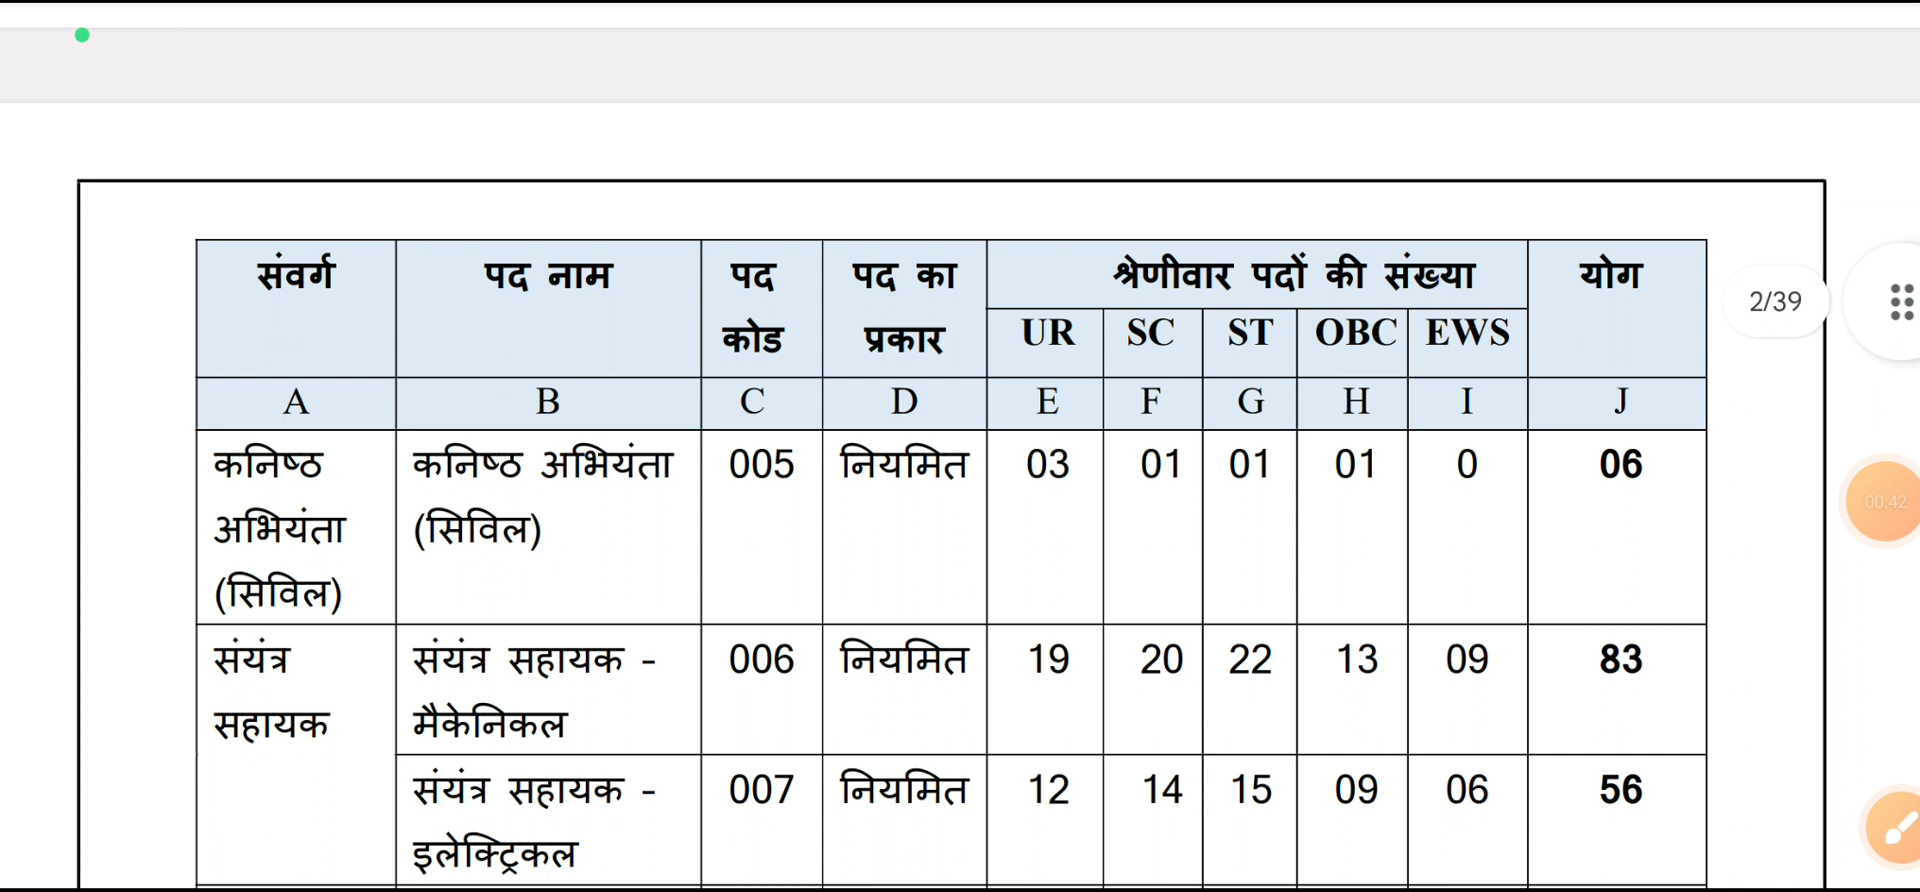 संवर्ग पद नाम पद कोड पद का प्रकार श्रेणीवार पदों की संख्या योग
UR SC ST OBC EWS
2/39
A B C D E F G H I J
कनिष्ठ अभियंता (सिविल) कनिष्ठ अभियंता (सिविल) 005 नियमित 03 01 01 01 0 06
00:42
संयंत्र सहायक संयंत्र सहायक - मैकेनिकल 006 नियमित 19 20 22 13 09 83
संयंत्र सहायक - इलेक्ट्रिकल 007 नियमित 12 14 15 09 06 56